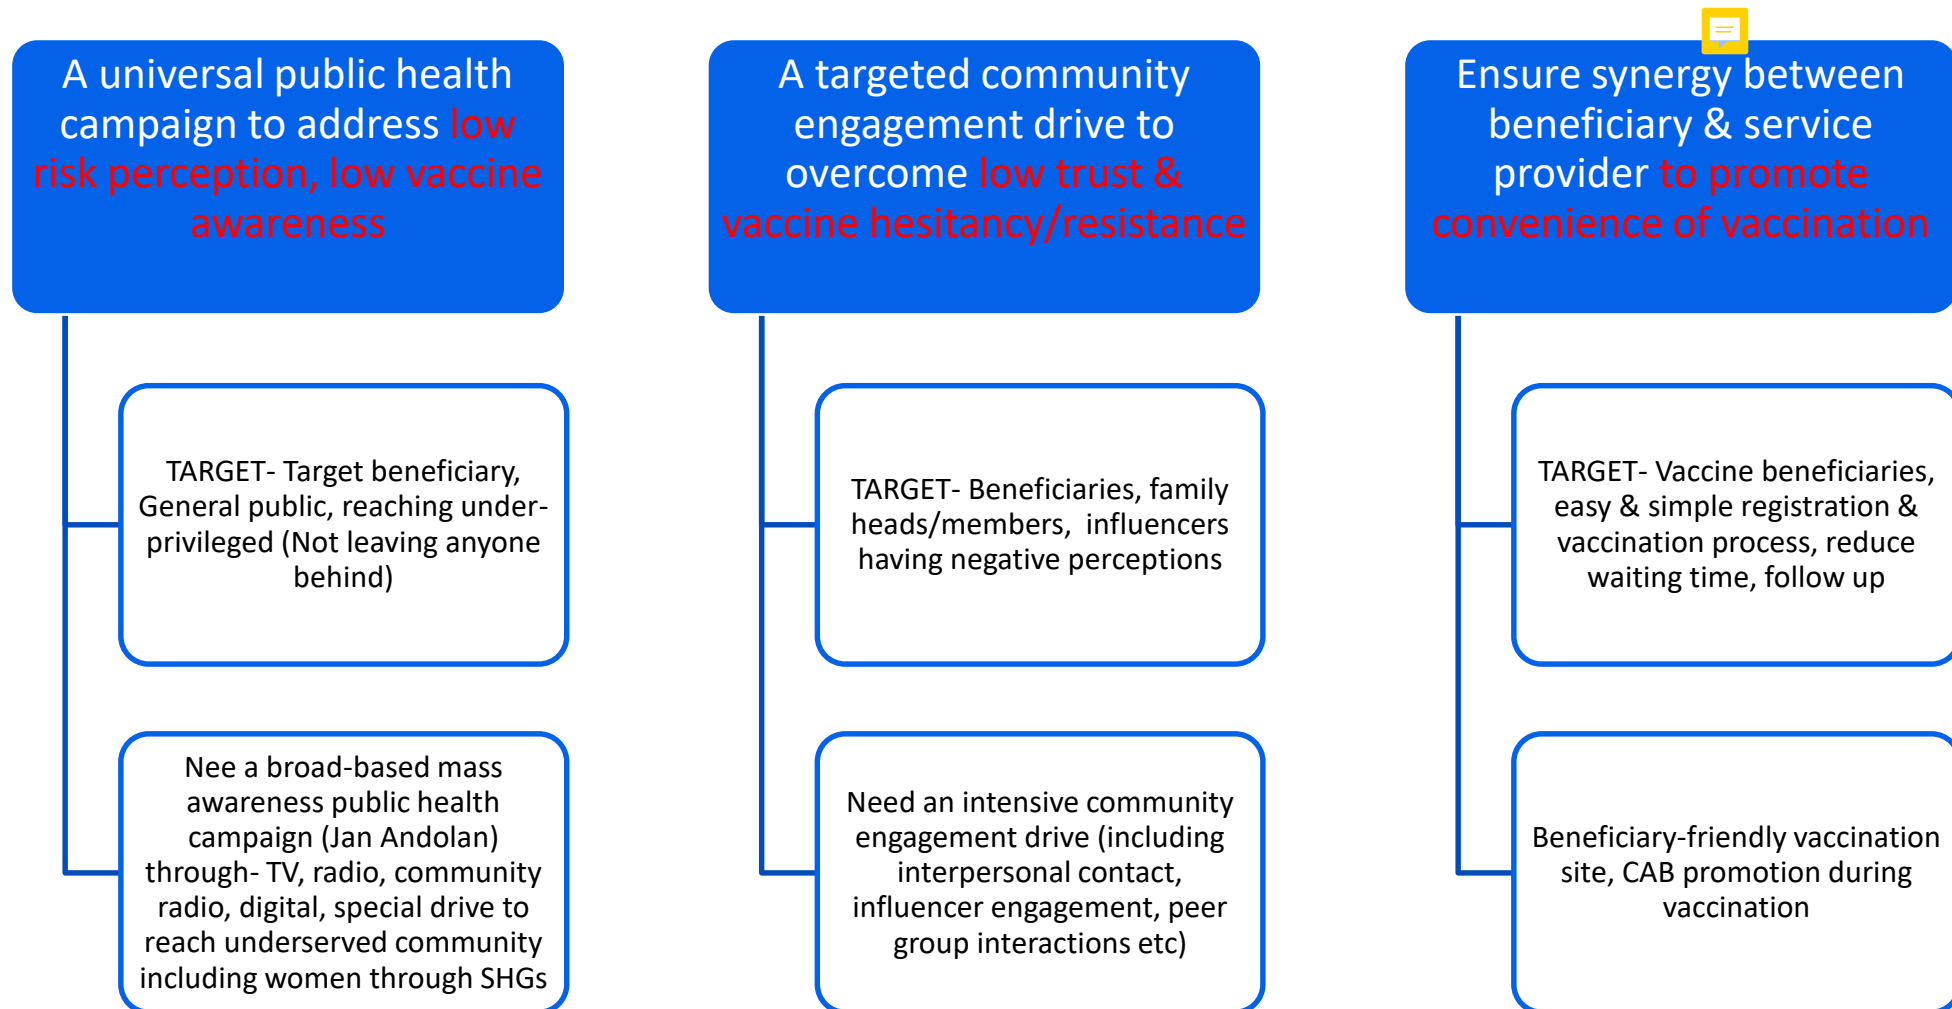 A universal public health
campaign to address low
risk perception, low vaccine
awareness
TARGET- Target beneficiary,
General public, reaching under-
privileged (Not leaving anyone
behind)
Nee a broad-based mass
awareness public health
campaign (Jan Andolan)
through- TV, radio, community
radio, digital, special drive to
reach underserved community
including women through SHGs
A targeted community
engagement drive to
overcome low trust &
vaccine hesitancy/resistance
TARGET- Beneficiaries, family
heads/members, influencers
having negative perceptions
Need an intensive community
engagement drive (including
interpersonal contact,
influencer engagement, peer
group interactions etc)
Ensure synergy between
beneficiary & service
provider to promote
convenience of vaccination
TARGET- Vaccine beneficiaries,
easy & simple registration &
vaccination process, reduce
waiting time, follow up
Beneficiary-friendly vaccination
site, CAB promotion during
vaccination